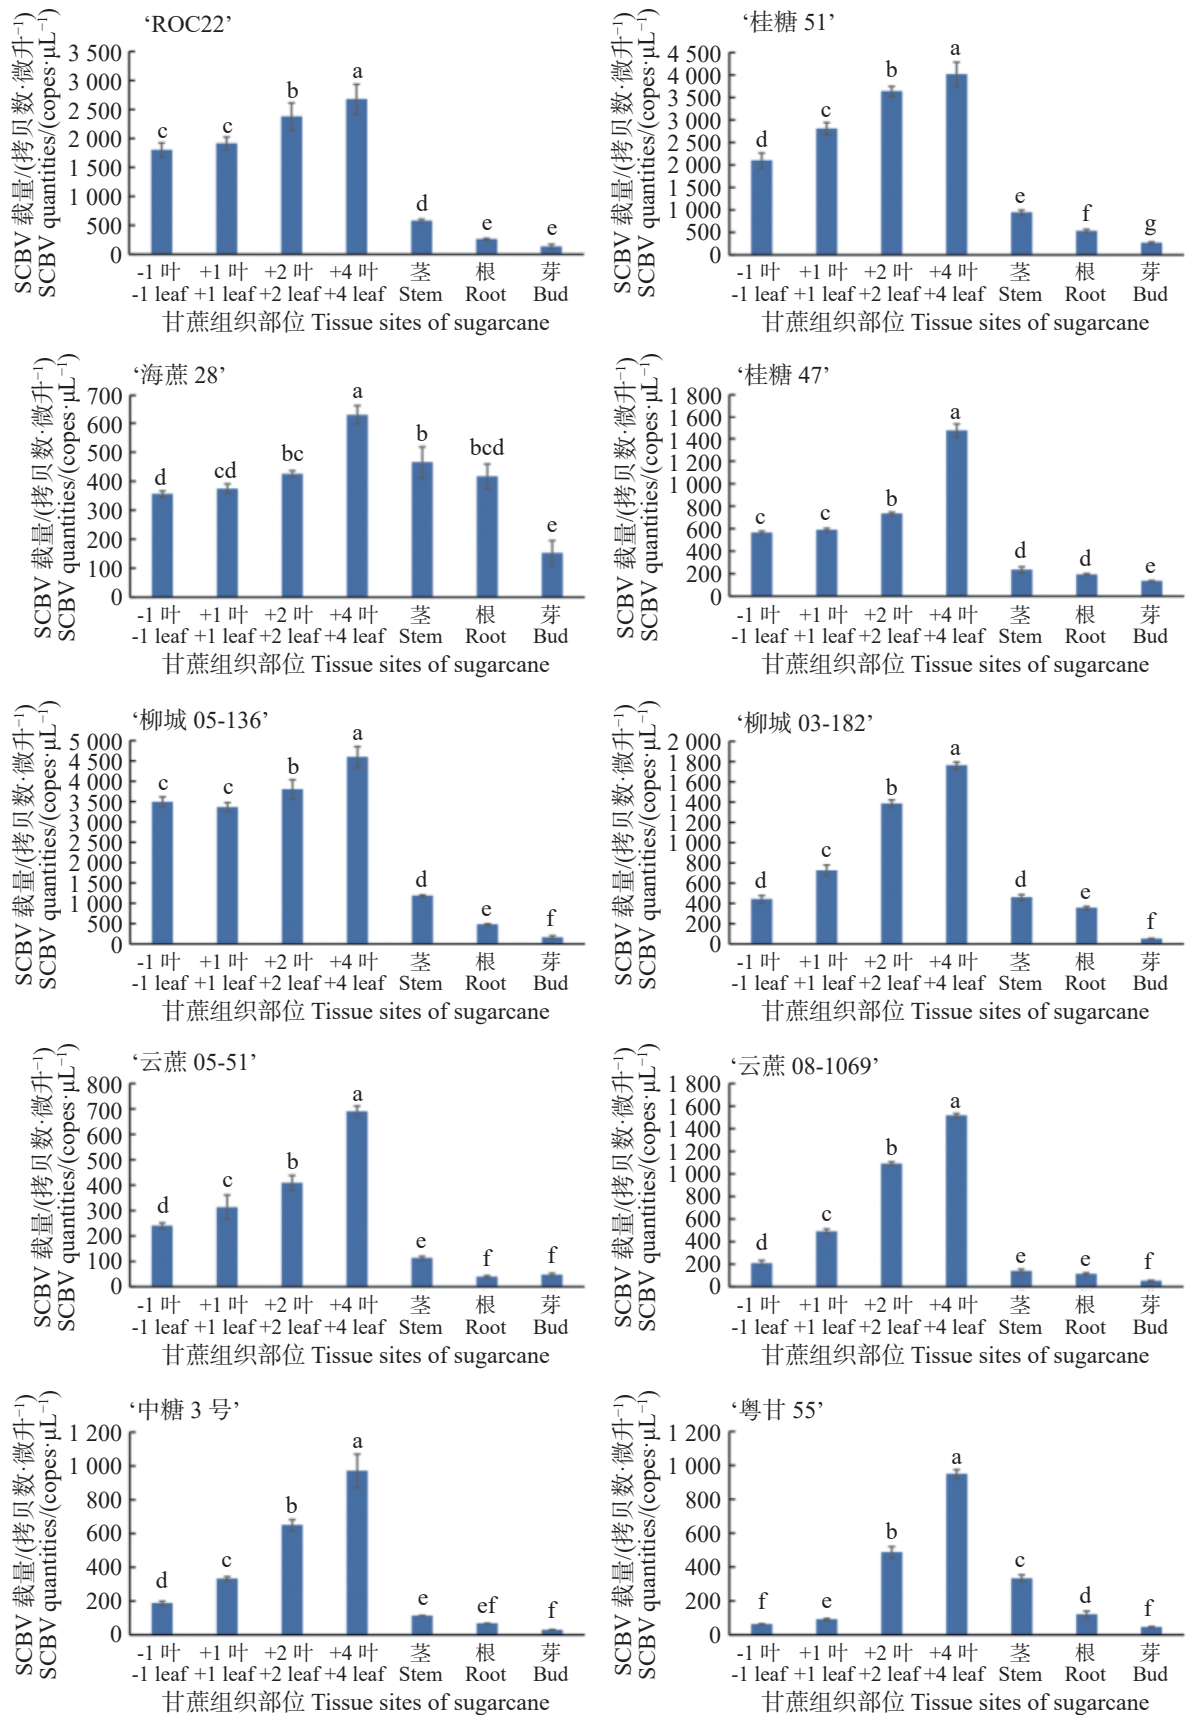 ‘ROC22’
SCBV 载量/(拷贝数·微升⁻¹)
SCBV quantities/(copes·μL⁻¹)
3 500
3 000
2 500
2 000
1 500
1 000
500
0
c c b a d e e
-1 叶 +1 叶 +2 叶 +4 叶 茎 根 芽
-1 leaf +1 leaf +2 leaf +4 leaf Stem Root Bud
甘蔗组织部位 Tissue sites of sugarcane
‘桂糖 51’
SCBV 载量/(拷贝数·微升⁻¹)
SCBV quantities/(copes·μL⁻¹)
4 500
4 000
3 500
3 000
2 500
2 000
1 500
1 000
500
0
d c b a e f g
-1 叶 +1 叶 +2 叶 +4 叶 茎 根 芽
-1 leaf +1 leaf +2 leaf +4 leaf Stem Root Bud
甘蔗组织部位 Tissue sites of sugarcane
‘海蔗 28’
SCBV 载量/(拷贝数·微升⁻¹)
SCBV quantities/(copes·μL⁻¹)
700
600
500
400
300
200
100
0
d cd bc a b bcd e
-1 叶 +1 叶 +2 叶 +4 叶 茎 根 芽
-1 leaf +1 leaf +2 leaf +4 leaf Stem Root Bud
甘蔗组织部位 Tissue sites of sugarcane
‘桂糖 47’
SCBV 载量/(拷贝数·微升⁻¹)
SCBV quantities/(copes·μL⁻¹)
1 800
1 600
1 400
1 200
1 000
800
600
400
200
0
c c b a d d e
-1 叶 +1 叶 +2 叶 +4 叶 茎 根 芽
-1 leaf +1 leaf +2 leaf +4 leaf Stem Root Bud
甘蔗组织部位 Tissue sites of sugarcane
‘柳城 05-136’
SCBV 载量/(拷贝数·微升⁻¹)
SCBV quantities/(copes·μL⁻¹)
5 000
4 500
4 000
3 500
3 000
2 500
2 000
1 500
1 000
500
0
c c b a d e f
-1 叶 +1 叶 +2 叶 +4 叶 茎 根 芽
-1 leaf +1 leaf +2 leaf +4 leaf Stem Root Bud
甘蔗组织部位 Tissue sites of sugarcane
‘柳城 03-182’
SCBV 载量/(拷贝数·微升⁻¹)
SCBV quantities/(copes·μL⁻¹)
2 000
1 800
1 600
1 400
1 200
1 000
800
600
400
200
0
d c b a d e f
-1 叶 +1 叶 +2 叶 +4 叶 茎 根 芽
-1 leaf +1 leaf +2 leaf +4 leaf Stem Root Bud
甘蔗组织部位 Tissue sites of sugarcane
‘云蔗 05-51’
SCBV 载量/(拷贝数·微升⁻¹)
SCBV quantities/(copes·μL⁻¹)
800
700
600
500
400
300
200
100
0
d c b a e f f
-1 叶 +1 叶 +2 叶 +4 叶 茎 根 芽
-1 leaf +1 leaf +2 leaf +4 leaf Stem Root Bud
甘蔗组织部位 Tissue sites of sugarcane
‘云蔗 08-1069’
SCBV 载量/(拷贝数·微升⁻¹)
SCBV quantities/(copes·μL⁻¹)
1 800
1 600
1 400
1 200
1 000
800
600
400
200
0
d c b a e e f
-1 叶 +1 叶 +2 叶 +4 叶 茎 根 芽
-1 leaf +1 leaf +2 leaf +4 leaf Stem Root Bud
甘蔗组织部位 Tissue sites of sugarcane
‘中糖 3 号’
SCBV 载量/(拷贝数·微升⁻¹)
SCBV quantities/(copes·μL⁻¹)
1 200
1 000
800
600
400
200
0
d c b a e ef f
-1 叶 +1 叶 +2 叶 +4 叶 茎 根 芽
-1 leaf +1 leaf +2 leaf +4 leaf Stem Root Bud
甘蔗组织部位 Tissue sites of sugarcane
‘粤甘 55’
SCBV 载量/(拷贝数·微升⁻¹)
SCBV quantities/(copes·μL⁻¹)
1 200
1 000
800
600
400
200
0
f e b a c d f
-1 叶 +1 叶 +2 叶 +4 叶 茎 根 芽
-1 leaf +1 leaf +2 leaf +4 leaf Stem Root Bud
甘蔗组织部位 Tissue sites of sugarcane